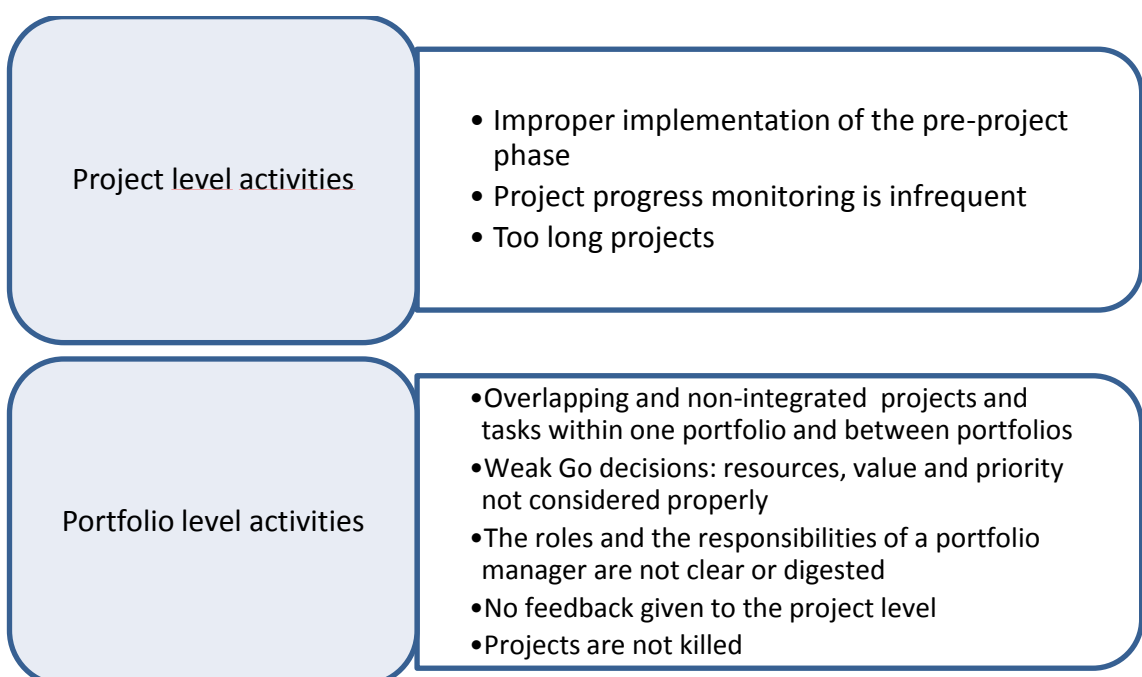 Project level activities
• Improper implementation of the pre-project
phase
• Project progress monitoring is infrequent
• Too long projects
Portfolio level activities
•Overlapping and non-integrated projects and
tasks within one portfolio and between portfolios
•Weak Go decisions: resources, value and priority
not considered properly
•The roles and the responsibilities of a portfolio
manager are not clear or digested
•No feedback given to the project level
•Projects are not killed